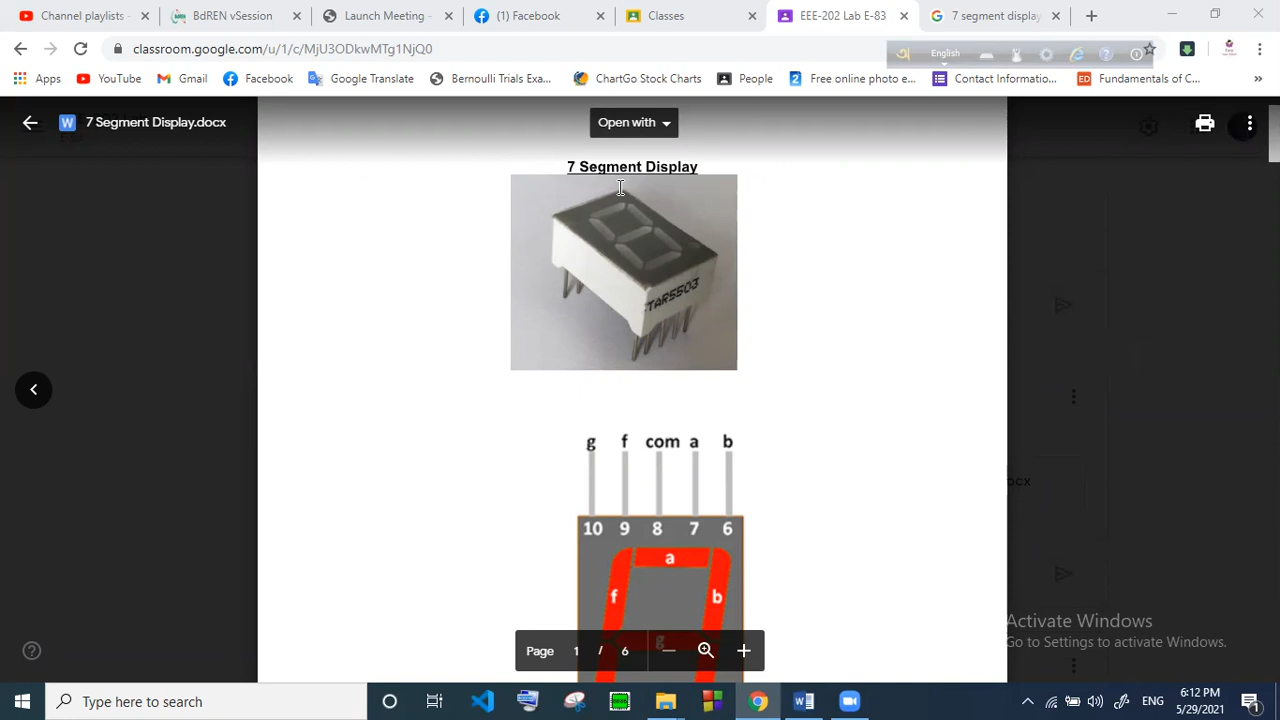 Channel Playlists -
BdREN vSession
Launch Meeting -
(1) Facebook
Classes
EEE-202 Lab E-83
7 segment display
classroom.google.com/u/1/c/MjU3ODkwMTg1NjQ0
English
Apps
YouTube
Gmail
Facebook
Google Translate
Bernoulli Trials Exa...
ChartGo Stock Charts
People
Free online photo e...
Contact Informatio...
Fundamentals of C...
7 Segment Display.docx
Open with
7 Segment Display
TAR5503
g f com a b
10 9 8 7 6
a
f b
g
ocx
Page 1 / 6
Activate Windows
Go to Settings to activate Windows.
Type here to search
ENG
6:12 PM
5/29/2021